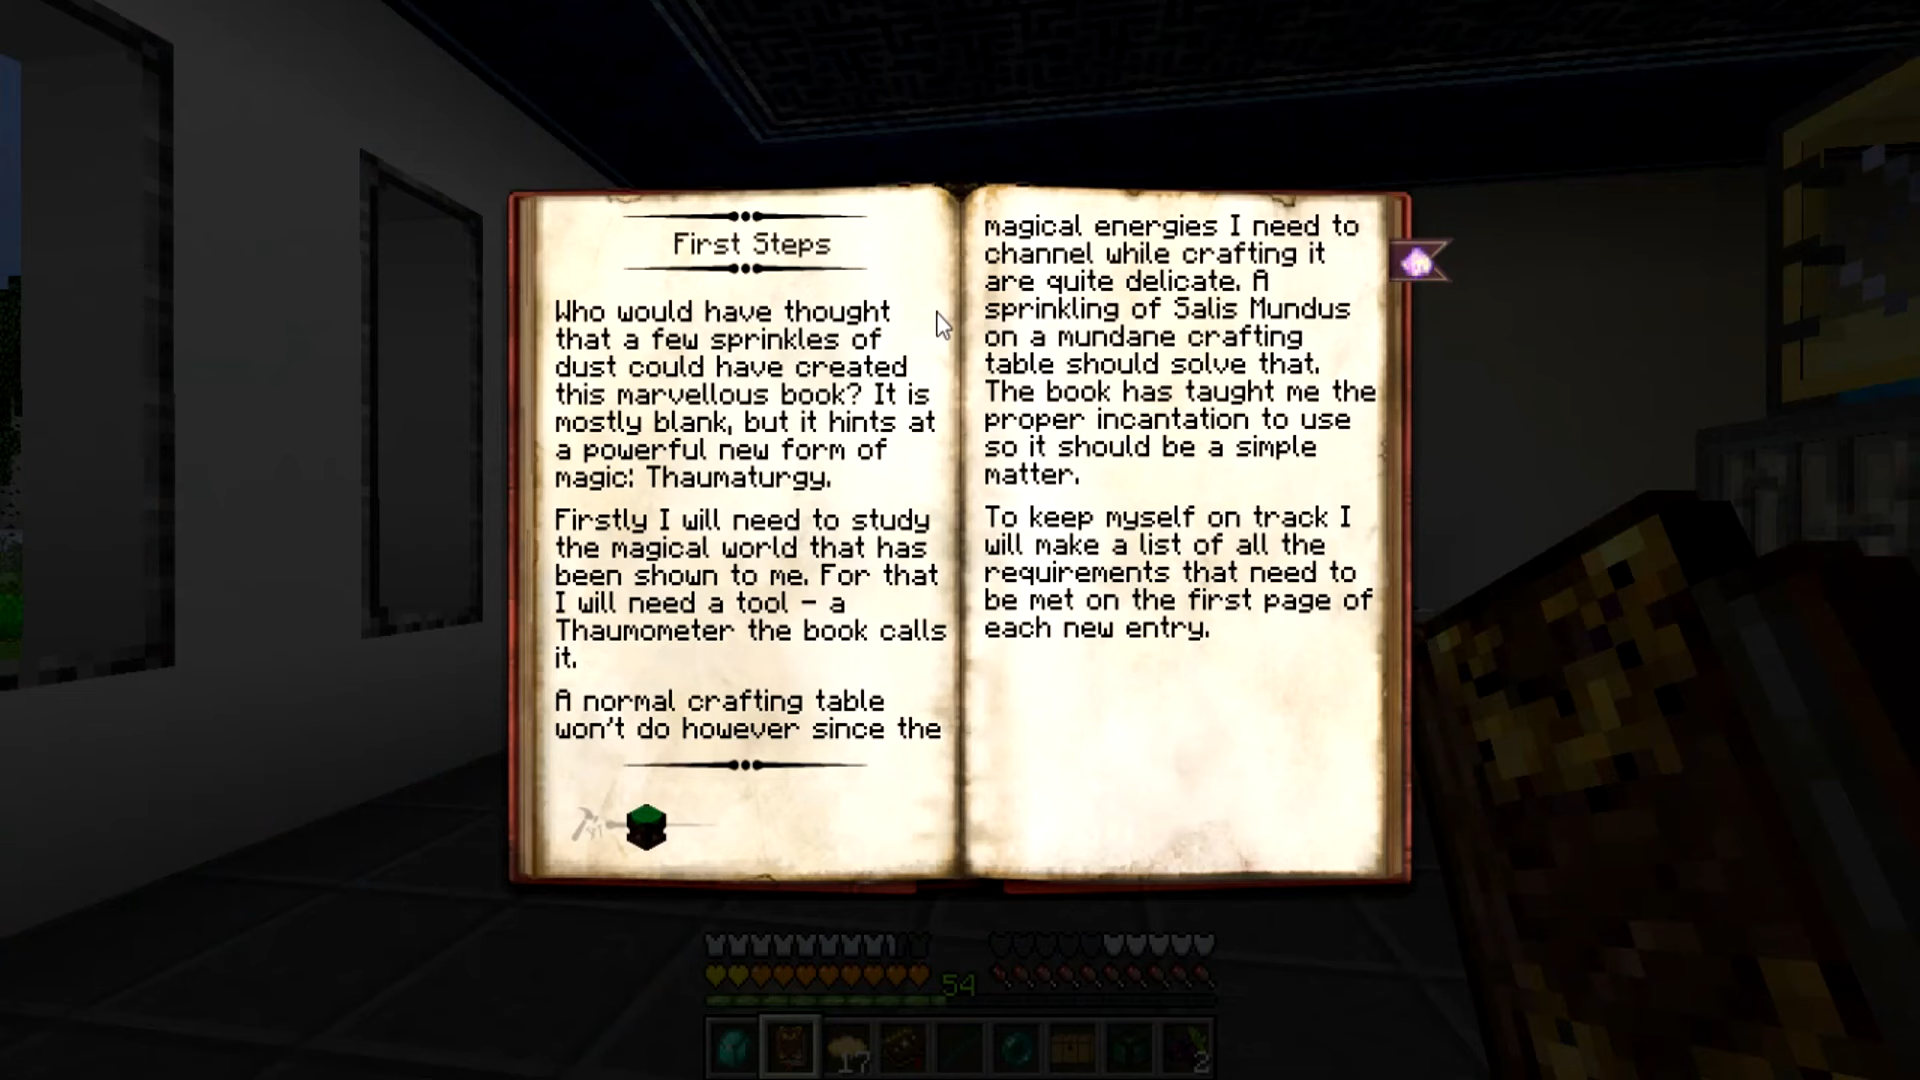 First Steps
Who would have thought
that a few sprinkles of
dust could have created
this marvellous book? It is
mostly blank, but it hints at
a powerful new form of
magic: Thaumaturgy.
Firstly I will need to study
the magical world that has
been shown to me. For that
I will need a tool - a
Thaumometer the book calls
it.
A normal crafting table
won't do however since the
magical energies I need to
channel while crafting it
are quite delicate. A
sprinkling of Salis Mundus
on a mundane crafting
table should solve that.
The book has taught me the
proper incantation to use
so it should be a simple
matter.
To keep myself on track I
will make a list of all the
requirements that need to
be met on the first page of
each new entry.
54
17
2